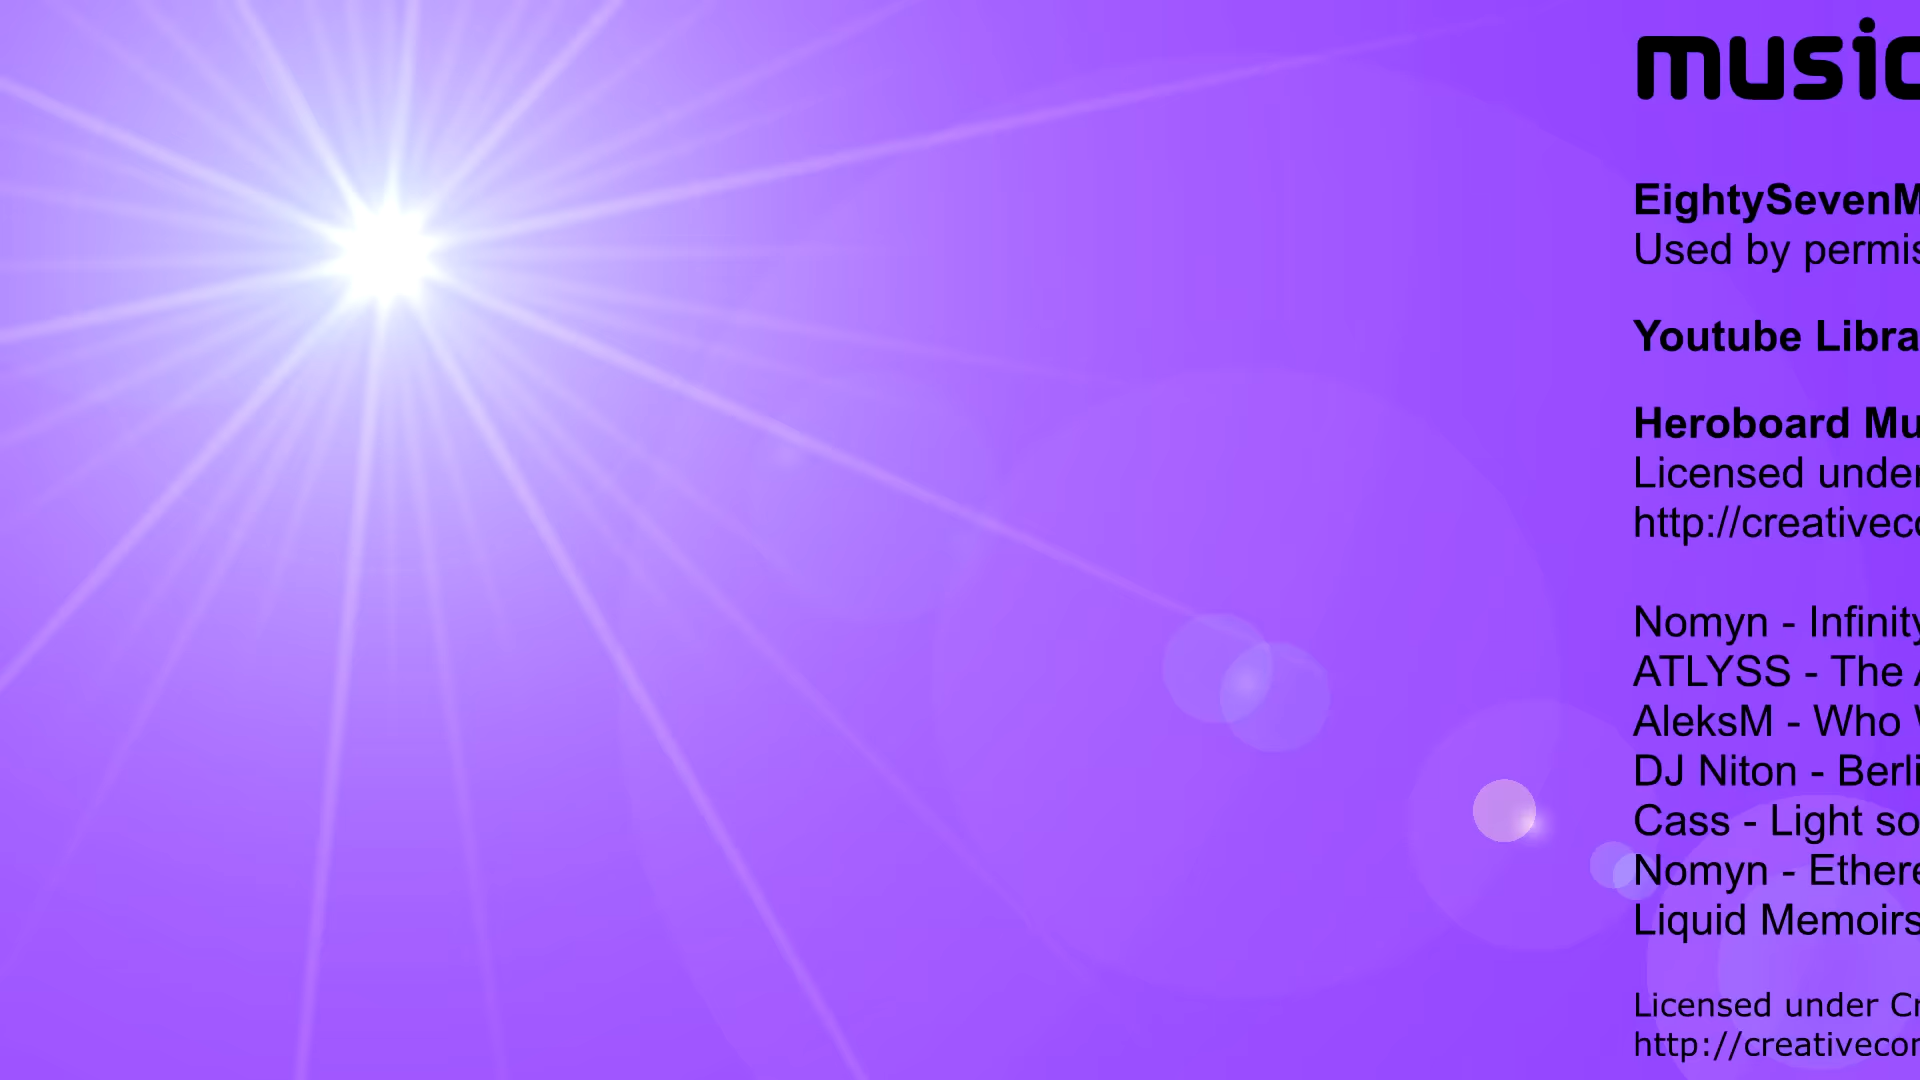 music
EightySevenM
Used by permis
Youtube Libra
Heroboard Mu
Licensed under
http://creativeco
Nomyn - Infinity
ATLYSS - The A
AleksM - Who W
DJ Niton - Berli
Cass - Light so
Nomyn - Ethere
Liquid Memoirs
Licensed under Cr
http://creativecon